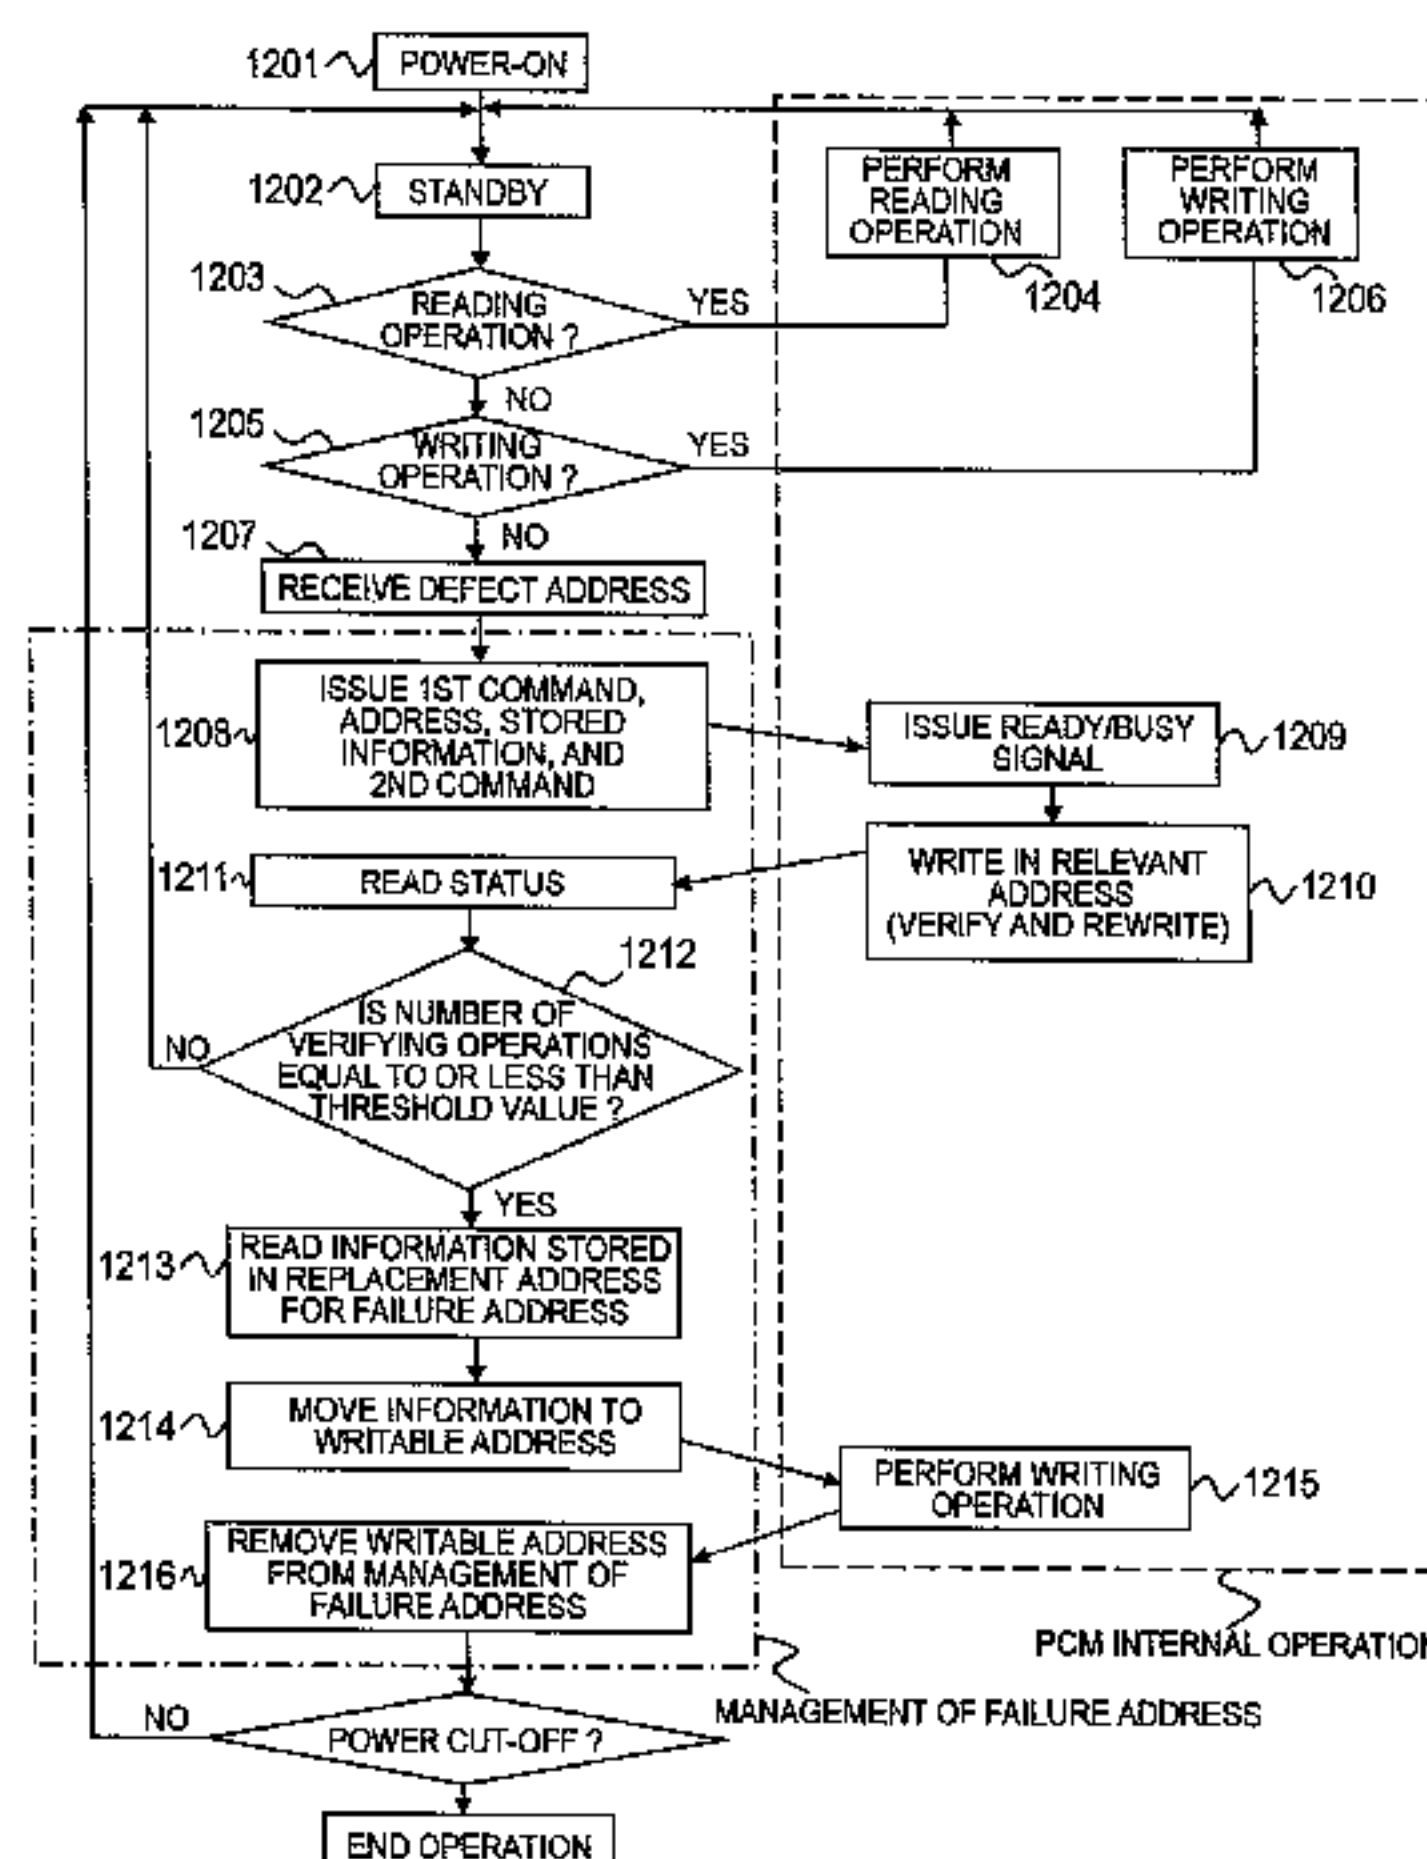 1201
POWER-ON
1202
STANDBY
PERFORM
READING
OPERATION
1204
PERFORM
WRITING
OPERATION
1206
1203
READING
OPERATION ?
YES
NO
1205
WRITING
OPERATION ?
YES
NO
1207
RECEIVE DEFECT ADDRESS
1208
ISSUE 1ST COMMAND,
ADDRESS, STORED
INFORMATION, AND
2ND COMMAND
ISSUE READY/BUSY
SIGNAL
1209
1211
READ STATUS
WRITE IN RELEVANT
ADDRESS
(VERIFY AND REWRITE)
1210
1212
IS NUMBER OF
VERIFYING OPERATIONS
EQUAL TO OR LESS THAN
THRESHOLD VALUE ?
NO
YES
1213
READ INFORMATION STORED
IN REPLACEMENT ADDRESS
FOR FAILURE ADDRESS
1214
MOVE INFORMATION TO
WRITABLE ADDRESS
PERFORM WRITING
OPERATION
1215
1216
REMOVE WRITABLE ADDRESS
FROM MANAGEMENT OF
FAILURE ADDRESS
PCM INTERNAL OPERATION
MANAGEMENT OF FAILURE ADDRESS
NO
POWER CUT-OFF ?
END OPERATION